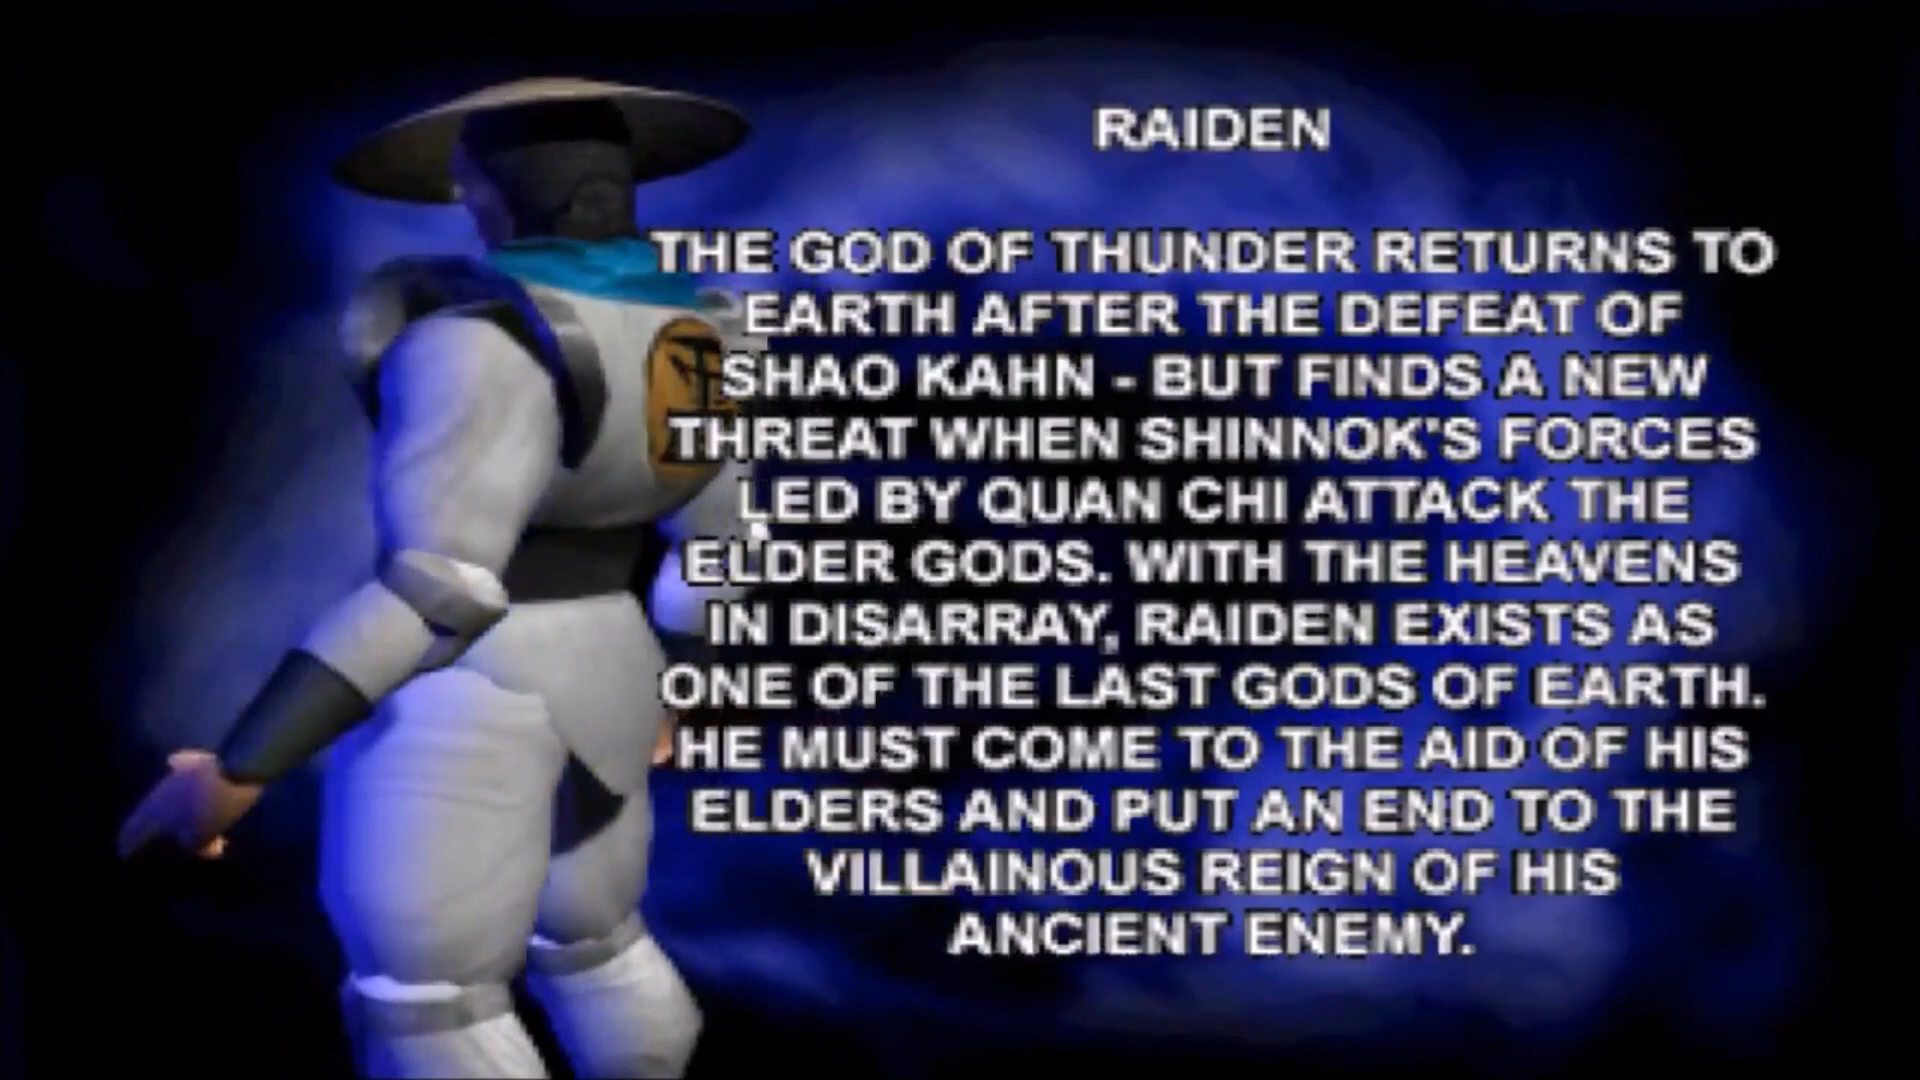 RAIDEN
THE GOD OF THUNDER RETURNS TO
EARTH AFTER THE DEFEAT OF
SHAO KAHN - BUT FINDS A NEW
THREAT WHEN SHINNOK'S FORCES
LED BY QUAN CHI ATTACK THE
ELDER GODS. WITH THE HEAVENS
IN DISARRAY, RAIDEN EXISTS AS
ONE OF THE LAST GODS OF EARTH.
HE MUST COME TO THE AID OF HIS
ELDERS AND PUT AN END TO THE
VILLAINOUS REIGN OF HIS
ANCIENT ENEMY.